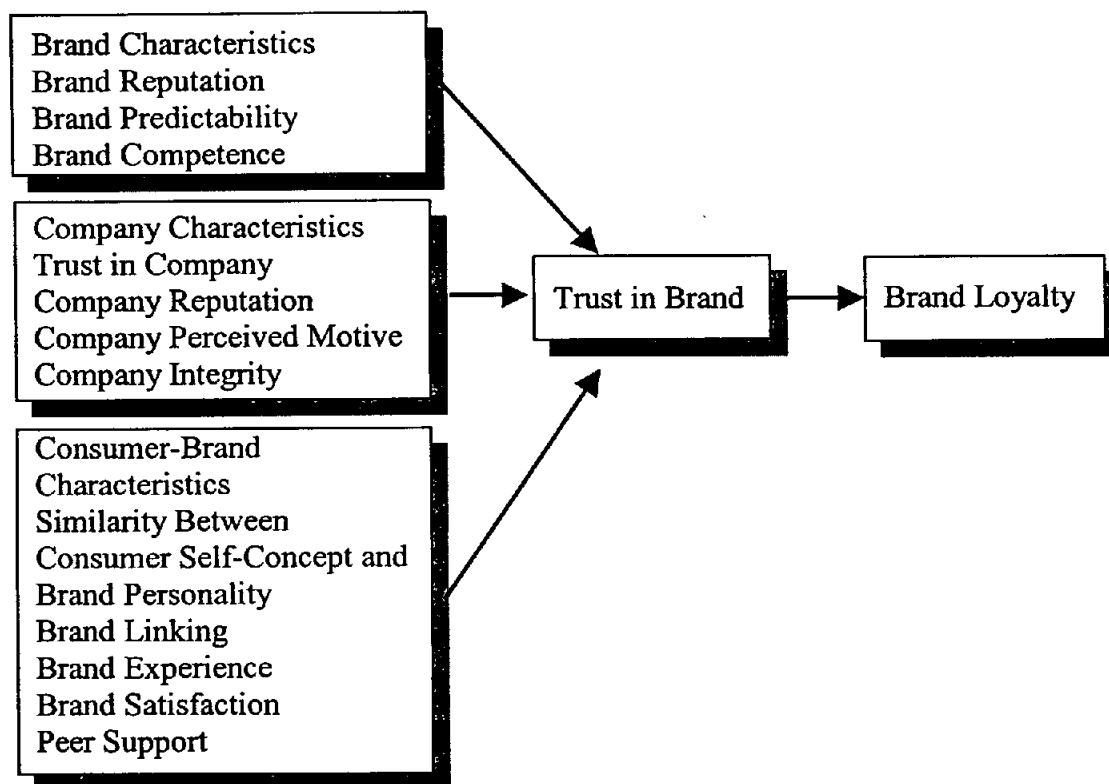 Brand Characteristics
Brand Reputation
Brand Predictability
Brand Competence
Company Characteristics
Trust in Company
Company Reputation
Company Perceived Motive
Company Integrity
Trust in Brand
Brand Loyalty
Consumer-Brand
Characteristics
Similarity Between
Consumer Self-Concept and
Brand Personality
Brand Linking
Brand Experience
Brand Satisfaction
Peer Support